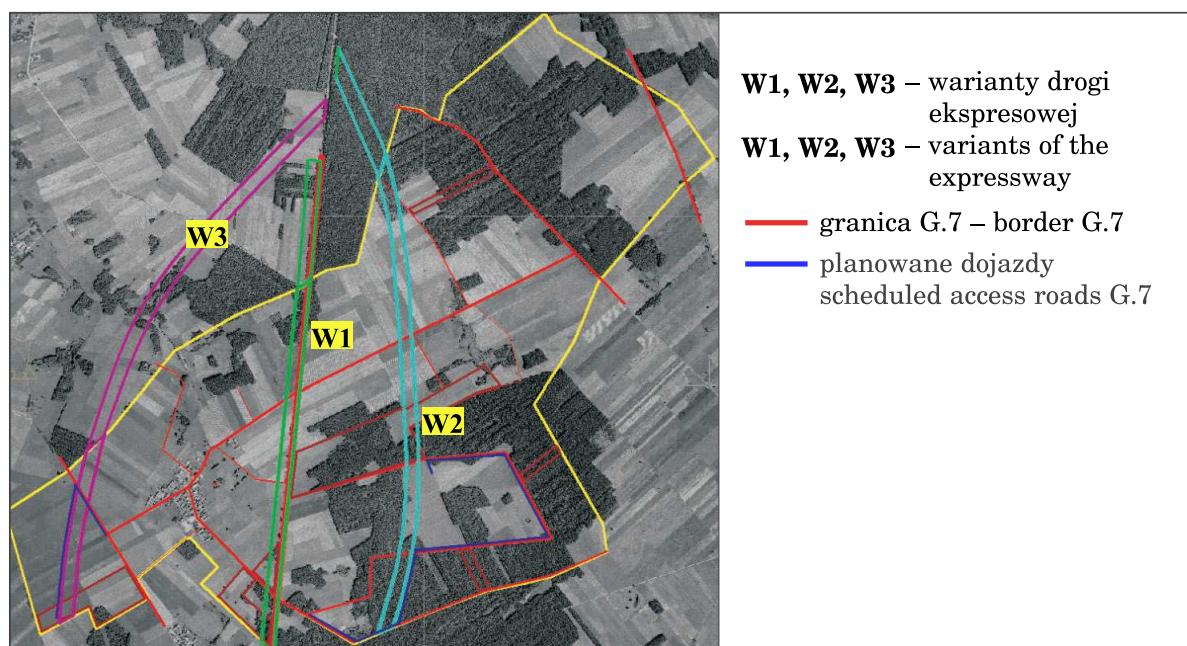 W1, W2, W3 – warianty drogi
ekspresowej
W1, W2, W3 – variants of the
expressway
granica G.7 – border G.7
planowane dojazdy
scheduled access roads G.7
W3
W1
W2